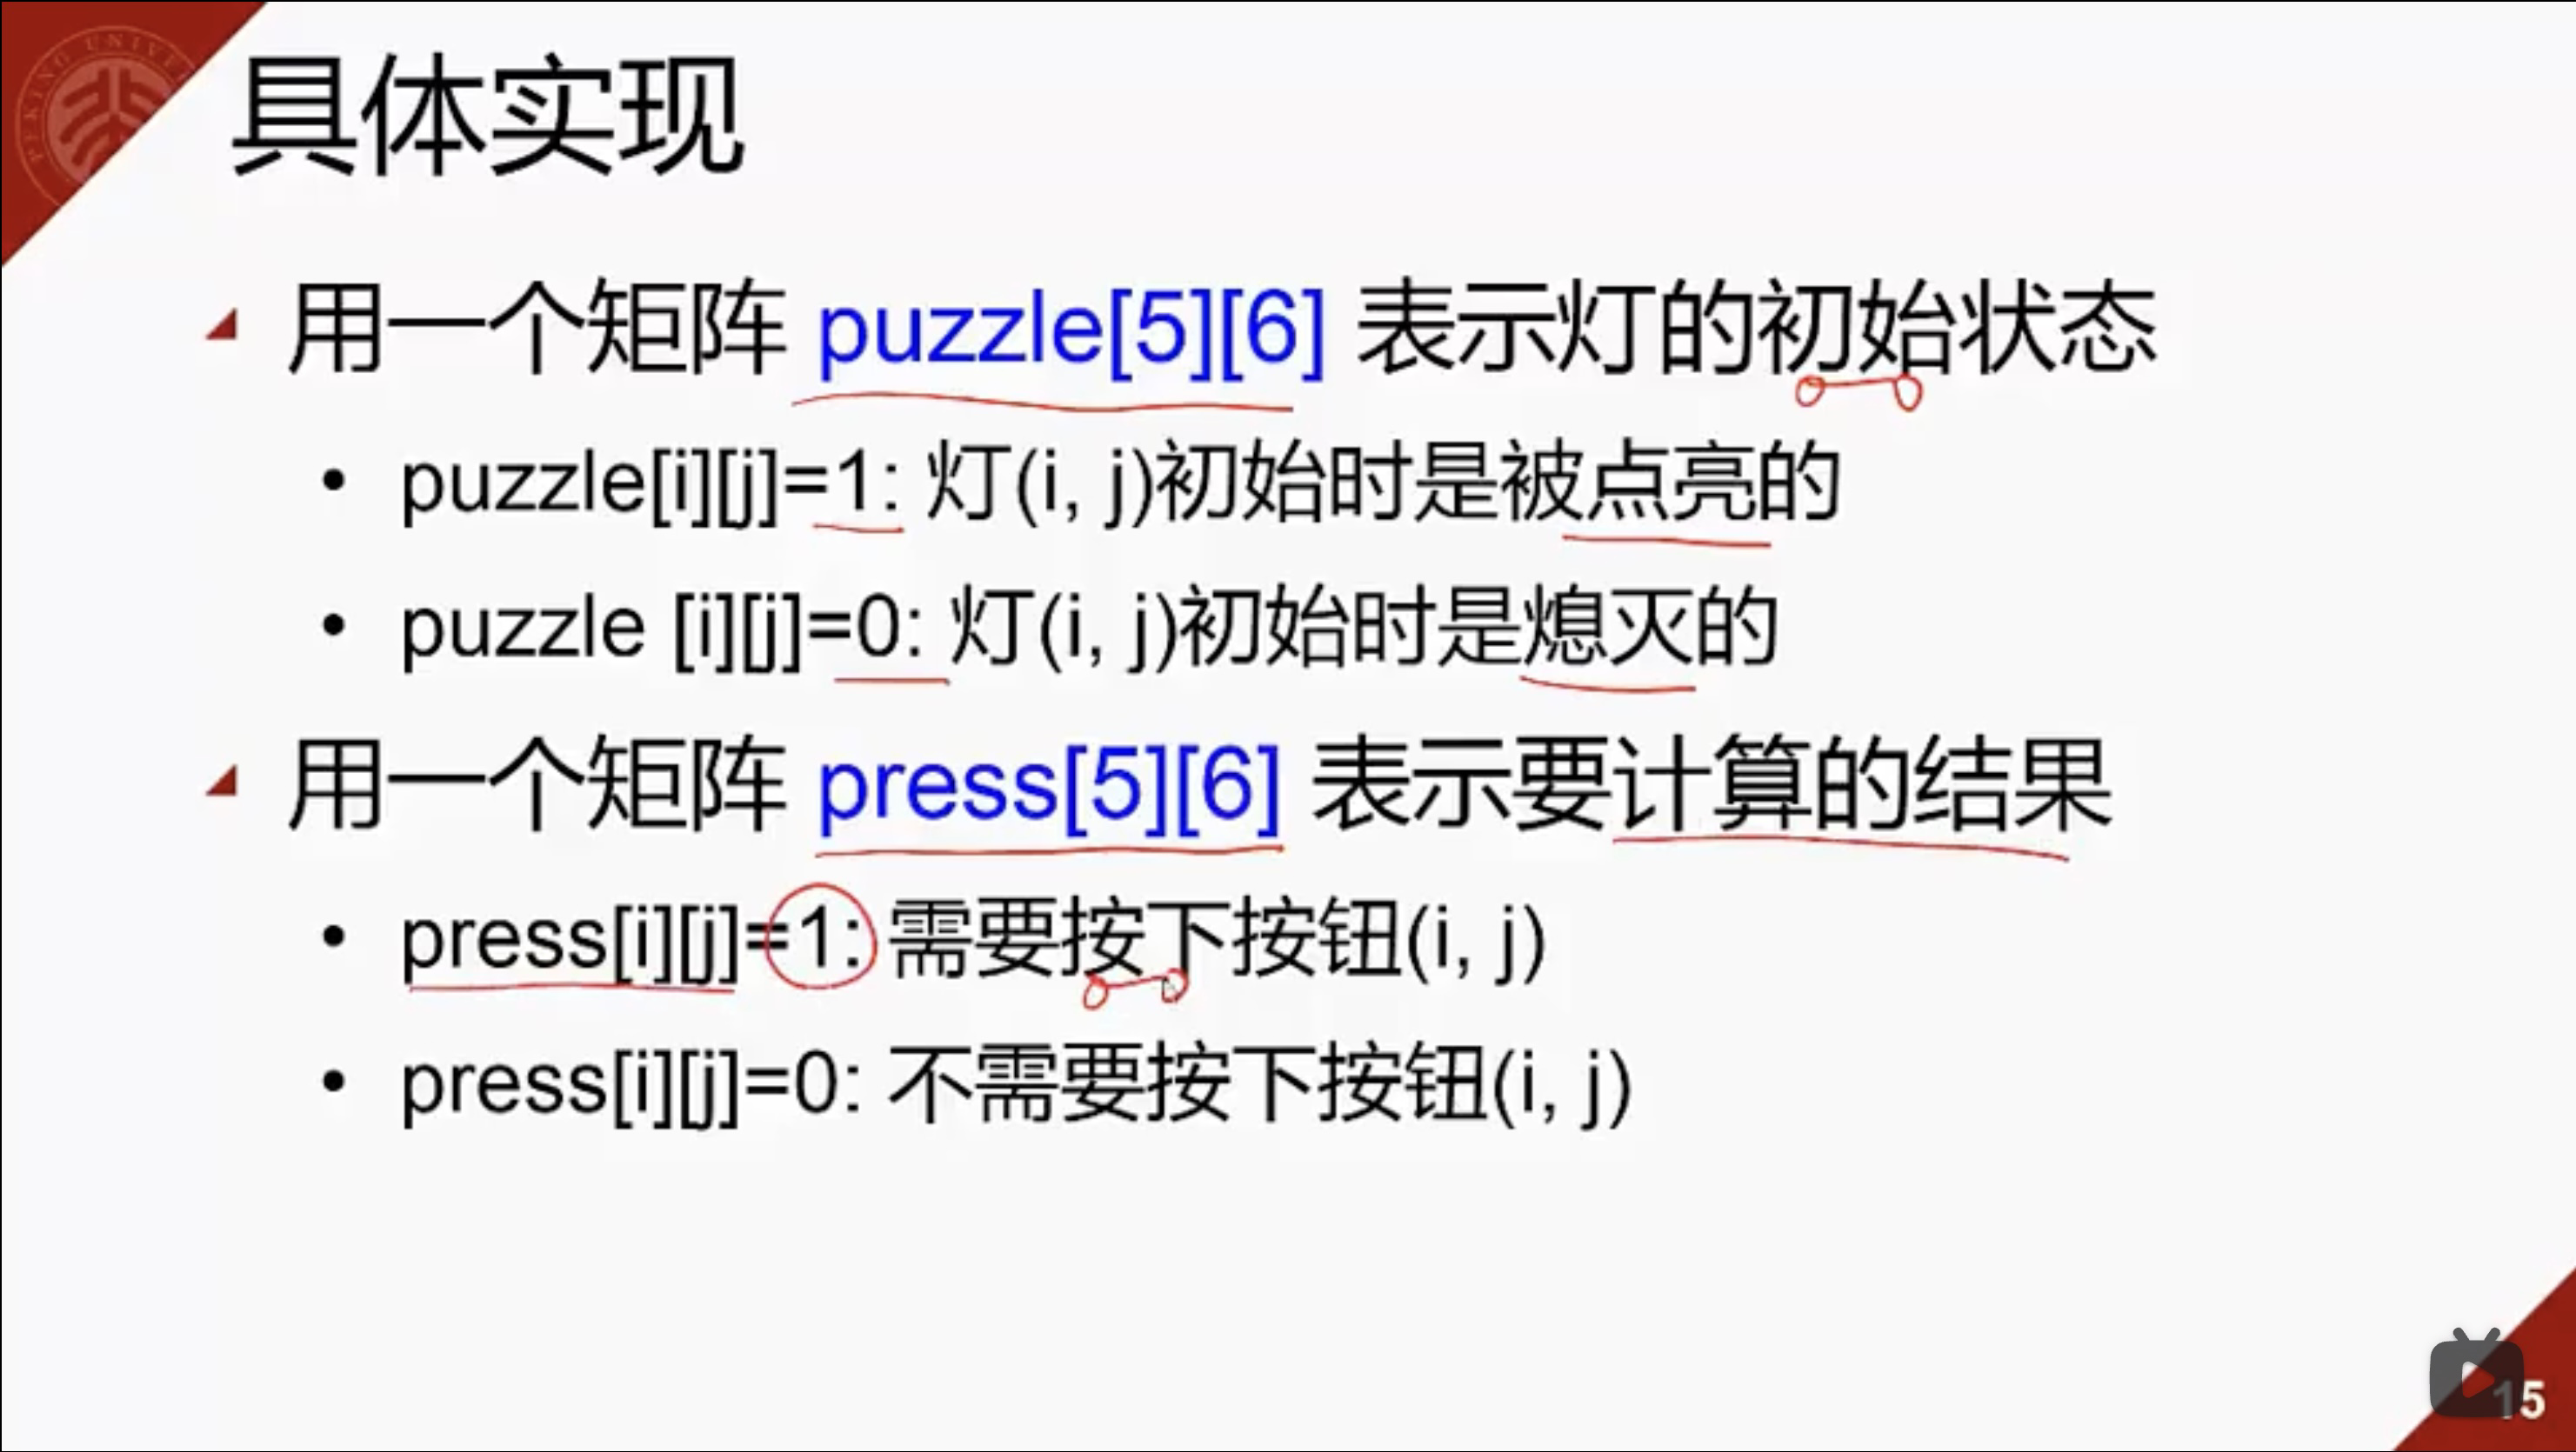 具体实现
用一个矩阵 puzzle[5][6] 表示灯的初始状态
• puzzle[i][j]=1: 灯(i, j)初始时是被点亮的
• puzzle [i][j]=0: 灯(i, j)初始时是熄灭的
用一个矩阵 press[5][6] 表示要计算的结果
• press[i][j]=1: 需要按下按钮(i, j)
• press[i][j]=0: 不需要按下按钮(i, j)
15